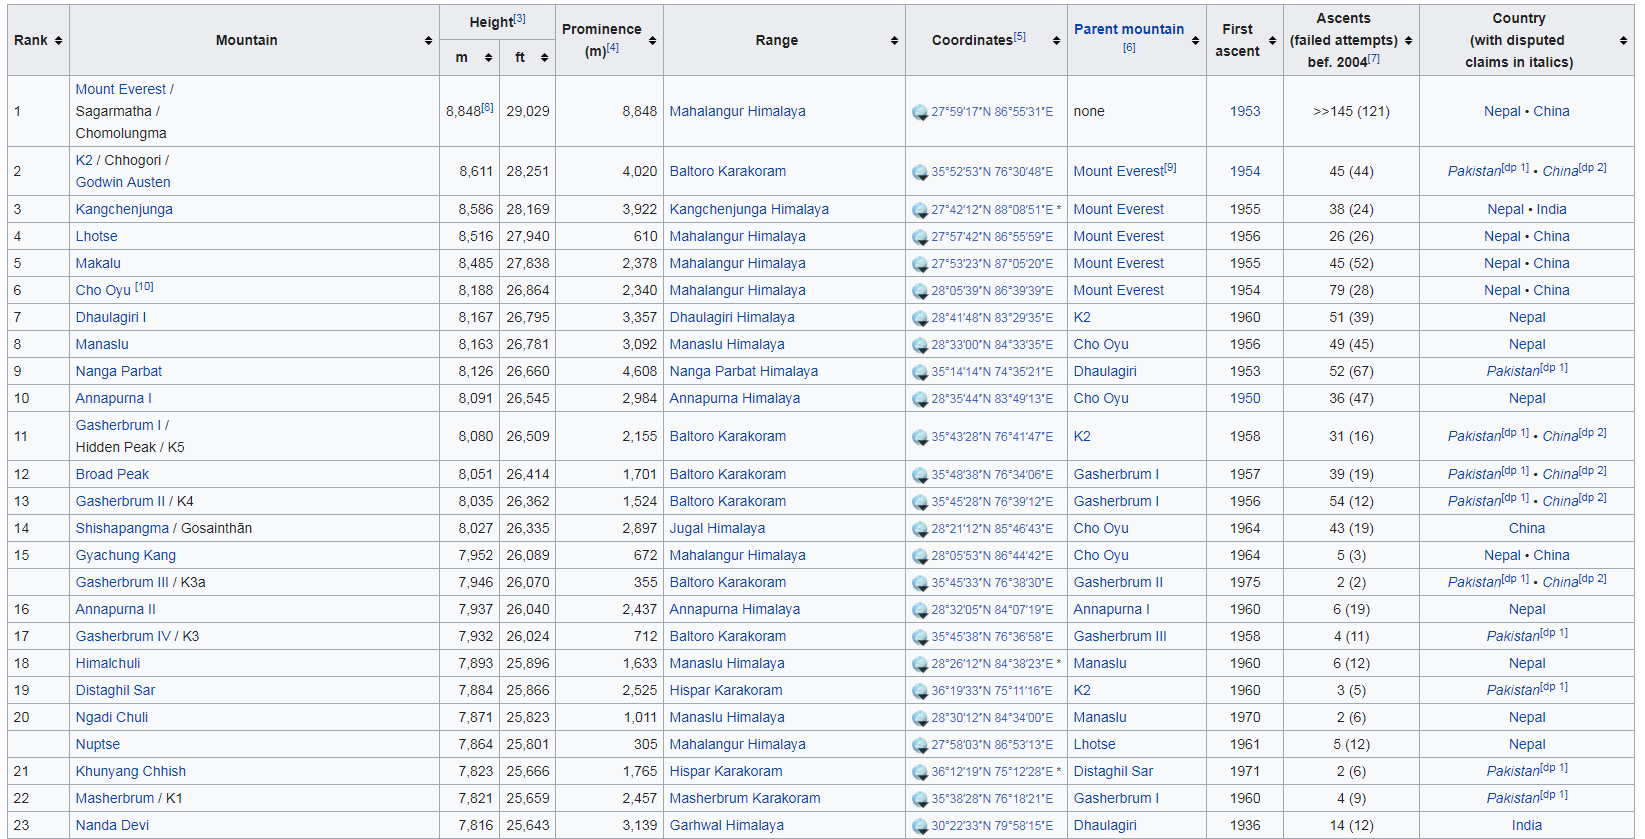 Rank Mountain Height[3] m ft Prominence (m)[4] Range Coordinates[5] Parent mountain [6] First ascent Ascents (failed attempts) bef. 2004[7] Country (with disputed claims in italics)
1 Mount Everest / Sagarmatha / Chomolungma 8,848[8] 29,029 8,848 Mahalangur Himalaya 27°59′17″N 86°55′31″E none 1953 >>145 (121) Nepal • China
2 K2 / Chhogori / Godwin Austen 8,611 28,251 4,020 Baltoro Karakoram 35°52′53″N 76°30′48″E Mount Everest[9] 1954 45 (44) Pakistan[dp 1] • China[dp 2]
3 Kangchenjunga 8,586 28,169 3,922 Kangchenjunga Himalaya 27°42′12″N 88°08′51″E * Mount Everest 1955 38 (24) Nepal • India
4 Lhotse 8,516 27,940 610 Mahalangur Himalaya 27°57′42″N 86°55′59″E Mount Everest 1956 26 (26) Nepal • China
5 Makalu 8,485 27,838 2,378 Mahalangur Himalaya 27°53′23″N 87°05′20″E Mount Everest 1955 45 (52) Nepal • China
6 Cho Oyu [10] 8,188 26,864 2,340 Mahalangur Himalaya 28°05′39″N 86°39′39″E Mount Everest 1954 79 (28) Nepal • China
7 Dhaulagiri I 8,167 26,795 3,357 Dhaulagiri Himalaya 28°41′48″N 83°29′35″E K2 1960 51 (39) Nepal
8 Manaslu 8,163 26,781 3,092 Manaslu Himalaya 28°33′00″N 84°33′35″E Cho Oyu 1956 49 (45) Nepal
9 Nanga Parbat 8,126 26,660 4,608 Nanga Parbat Himalaya 35°14′14″N 74°35′21″E Dhaulagiri 1953 52 (67) Pakistan[dp 1]
10 Annapurna I 8,091 26,545 2,984 Annapurna Himalaya 28°35′44″N 83°49′13″E Cho Oyu 1950 36 (47) Nepal
11 Gasherbrum I / Hidden Peak / K5 8,080 26,509 2,155 Baltoro Karakoram 35°43′28″N 76°41′47″E K2 1958 31 (16) Pakistan[dp 1] • China[dp 2]
12 Broad Peak 8,051 26,414 1,701 Baltoro Karakoram 35°48′38″N 76°34′06″E Gasherbrum I 1957 39 (19) Pakistan[dp 1] • China[dp 2]
13 Gasherbrum II / K4 8,035 26,362 1,524 Baltoro Karakoram 35°45′28″N 76°39′12″E Gasherbrum I 1956 54 (12) Pakistan[dp 1] • China[dp 2]
14 Shishapangma / Gosainthān 8,027 26,335 2,897 Jugal Himalaya 28°21′12″N 85°46′43″E Cho Oyu 1964 43 (19) China
15 Gyachung Kang 7,952 26,089 672 Mahalangur Himalaya 28°05′53″N 86°44′42″E Cho Oyu 1964 5 (3) Nepal • China
Gasherbrum III / K3a 7,946 26,070 355 Baltoro Karakoram 35°45′33″N 76°38′30″E Gasherbrum II 1975 2 (2) Pakistan[dp 1] • China[dp 2]
16 Annapurna II 7,937 26,040 2,437 Annapurna Himalaya 28°32′05″N 84°07′19″E Annapurna I 1960 6 (19) Nepal
17 Gasherbrum IV / K3 7,932 26,024 712 Baltoro Karakoram 35°45′38″N 76°36′58″E Gasherbrum III 1958 4 (11) Pakistan[dp 1]
18 Himalchuli 7,893 25,896 1,633 Manaslu Himalaya 28°26′12″N 84°38′23″E * Manaslu 1960 6 (12) Nepal
19 Distaghil Sar 7,884 25,866 2,525 Hispar Karakoram 36°19′33″N 75°11′16″E K2 1960 3 (5) Pakistan[dp 1]
20 Ngadi Chuli 7,871 25,823 1,011 Manaslu Himalaya 28°30′12″N 84°34′00″E Manaslu 1970 2 (6) Nepal
Nuptse 7,864 25,801 305 Mahalangur Himalaya 27°58′03″N 86°53′13″E Lhotse 1961 5 (12) Nepal
21 Khunyang Chhish 7,823 25,666 1,765 Hispar Karakoram 36°12′19″N 75°12′28″E * Distaghil Sar 1971 2 (6) Pakistan[dp 1]
22 Masherbrum / K1 7,821 25,659 2,457 Masherbrum Karakoram 35°38′28″N 76°18′21″E Gasherbrum I 1960 4 (9) Pakistan[dp 1]
23 Nanda Devi 7,816 25,643 3,139 Garhwal Himalaya 30°22′33″N 79°58′15″E Dhaulagiri 1936 14 (12) India